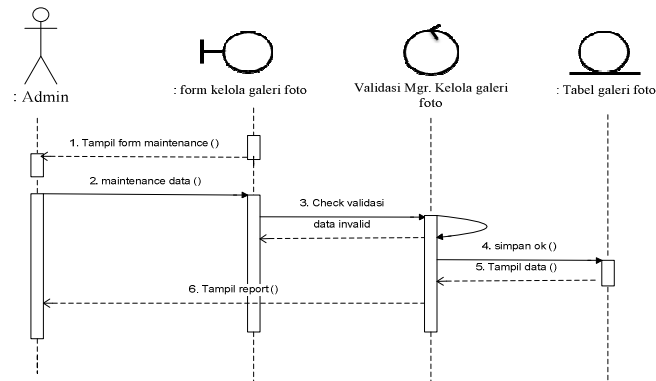 : Admin
: form kelola galeri foto
Validasi Mgr. Kelola galeri
foto
: Tabel galeri foto
1. Tampil form maintenance ()
2. maintenance data ()
3. Check validasi
data invalid
4. simpan ok ()
5. Tampil data ()
6. Tampil report ()